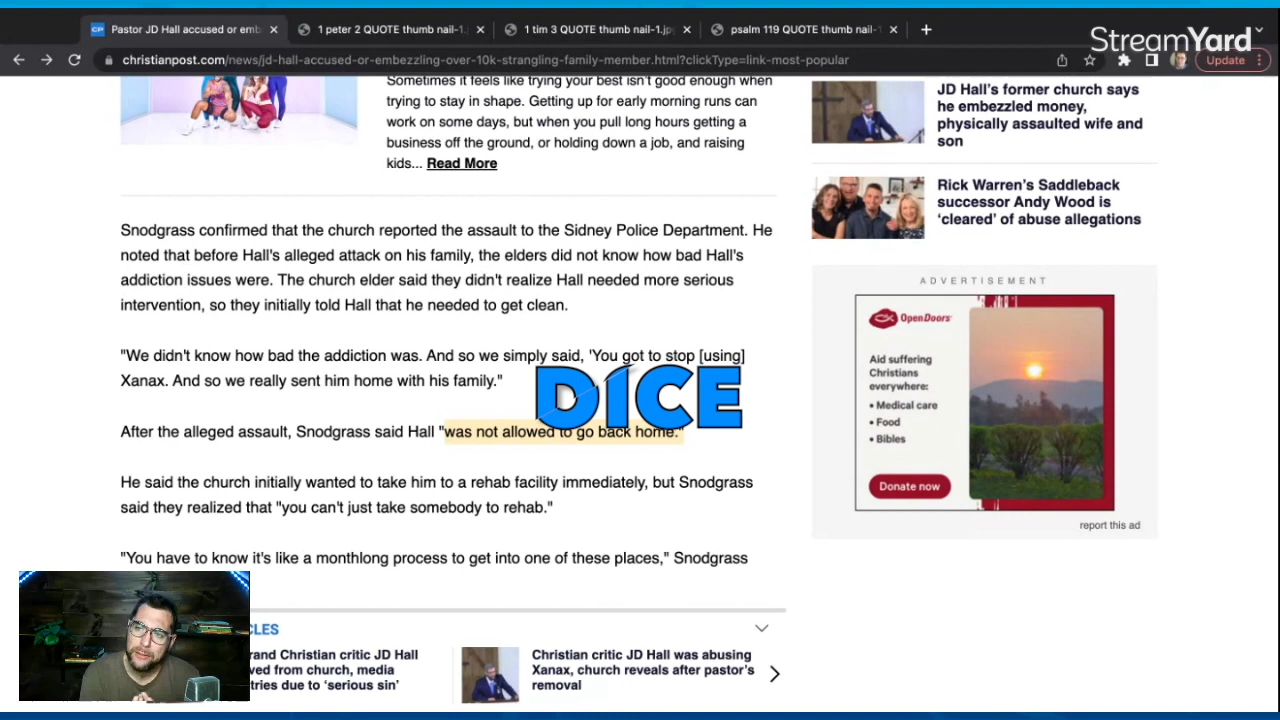 Pastor JD Hall accused or emb
1 peter 2 QUOTE thumb nail-1.
1 tim 3 QUOTE thumb nail-1.jp
psalm 119 QUOTE thumb nail-1
StreamYard
christianpost.com/news/jd-hall-accused-or-embezzling-over-10k-strangling-family-member.html?clickType=link-most-popular
Update
Sometimes it feels like trying your best isn't good enough when
trying to stay in shape. Getting up for early morning runs can
work on some days, but when you pull long hours getting a
business off the ground, or holding down a job, and raising
kids... Read More
JD Hall's former church says
he embezzled money,
physically assaulted wife and
son
Rick Warren's Saddleback
successor Andy Wood is
'cleared' of abuse allegations
Snodgrass confirmed that the church reported the assault to the Sidney Police Department. He
noted that before Hall's alleged attack on his family, the elders did not know how bad Hall's
addiction issues were. The church elder said they didn't realize Hall needed more serious
intervention, so they initially told Hall that he needed to get clean.
"We didn't know how bad the addiction was. And so we simply said, 'You got to stop [using]
Xanax. And so we really sent him home with his family."
DICE
After the alleged assault, Snodgrass said Hall "was not allowed to go back home."
He said the church initially wanted to take him to a rehab facility immediately, but Snodgrass
said they realized that "you can't just take somebody to rehab."
"You have to know it's like a monthlong process to get into one of these places," Snodgrass
ADVERTISEMENT
OpenDoors
Aid suffering
Christians
everywhere:
• Medical care
• Food
• Bibles
Donate now
report this ad
CLES
rand Christian critic JD Hall
ved from church, media
tries due to 'serious sin'
Christian critic JD Hall was abusing
Xanax, church reveals after pastor's
removal